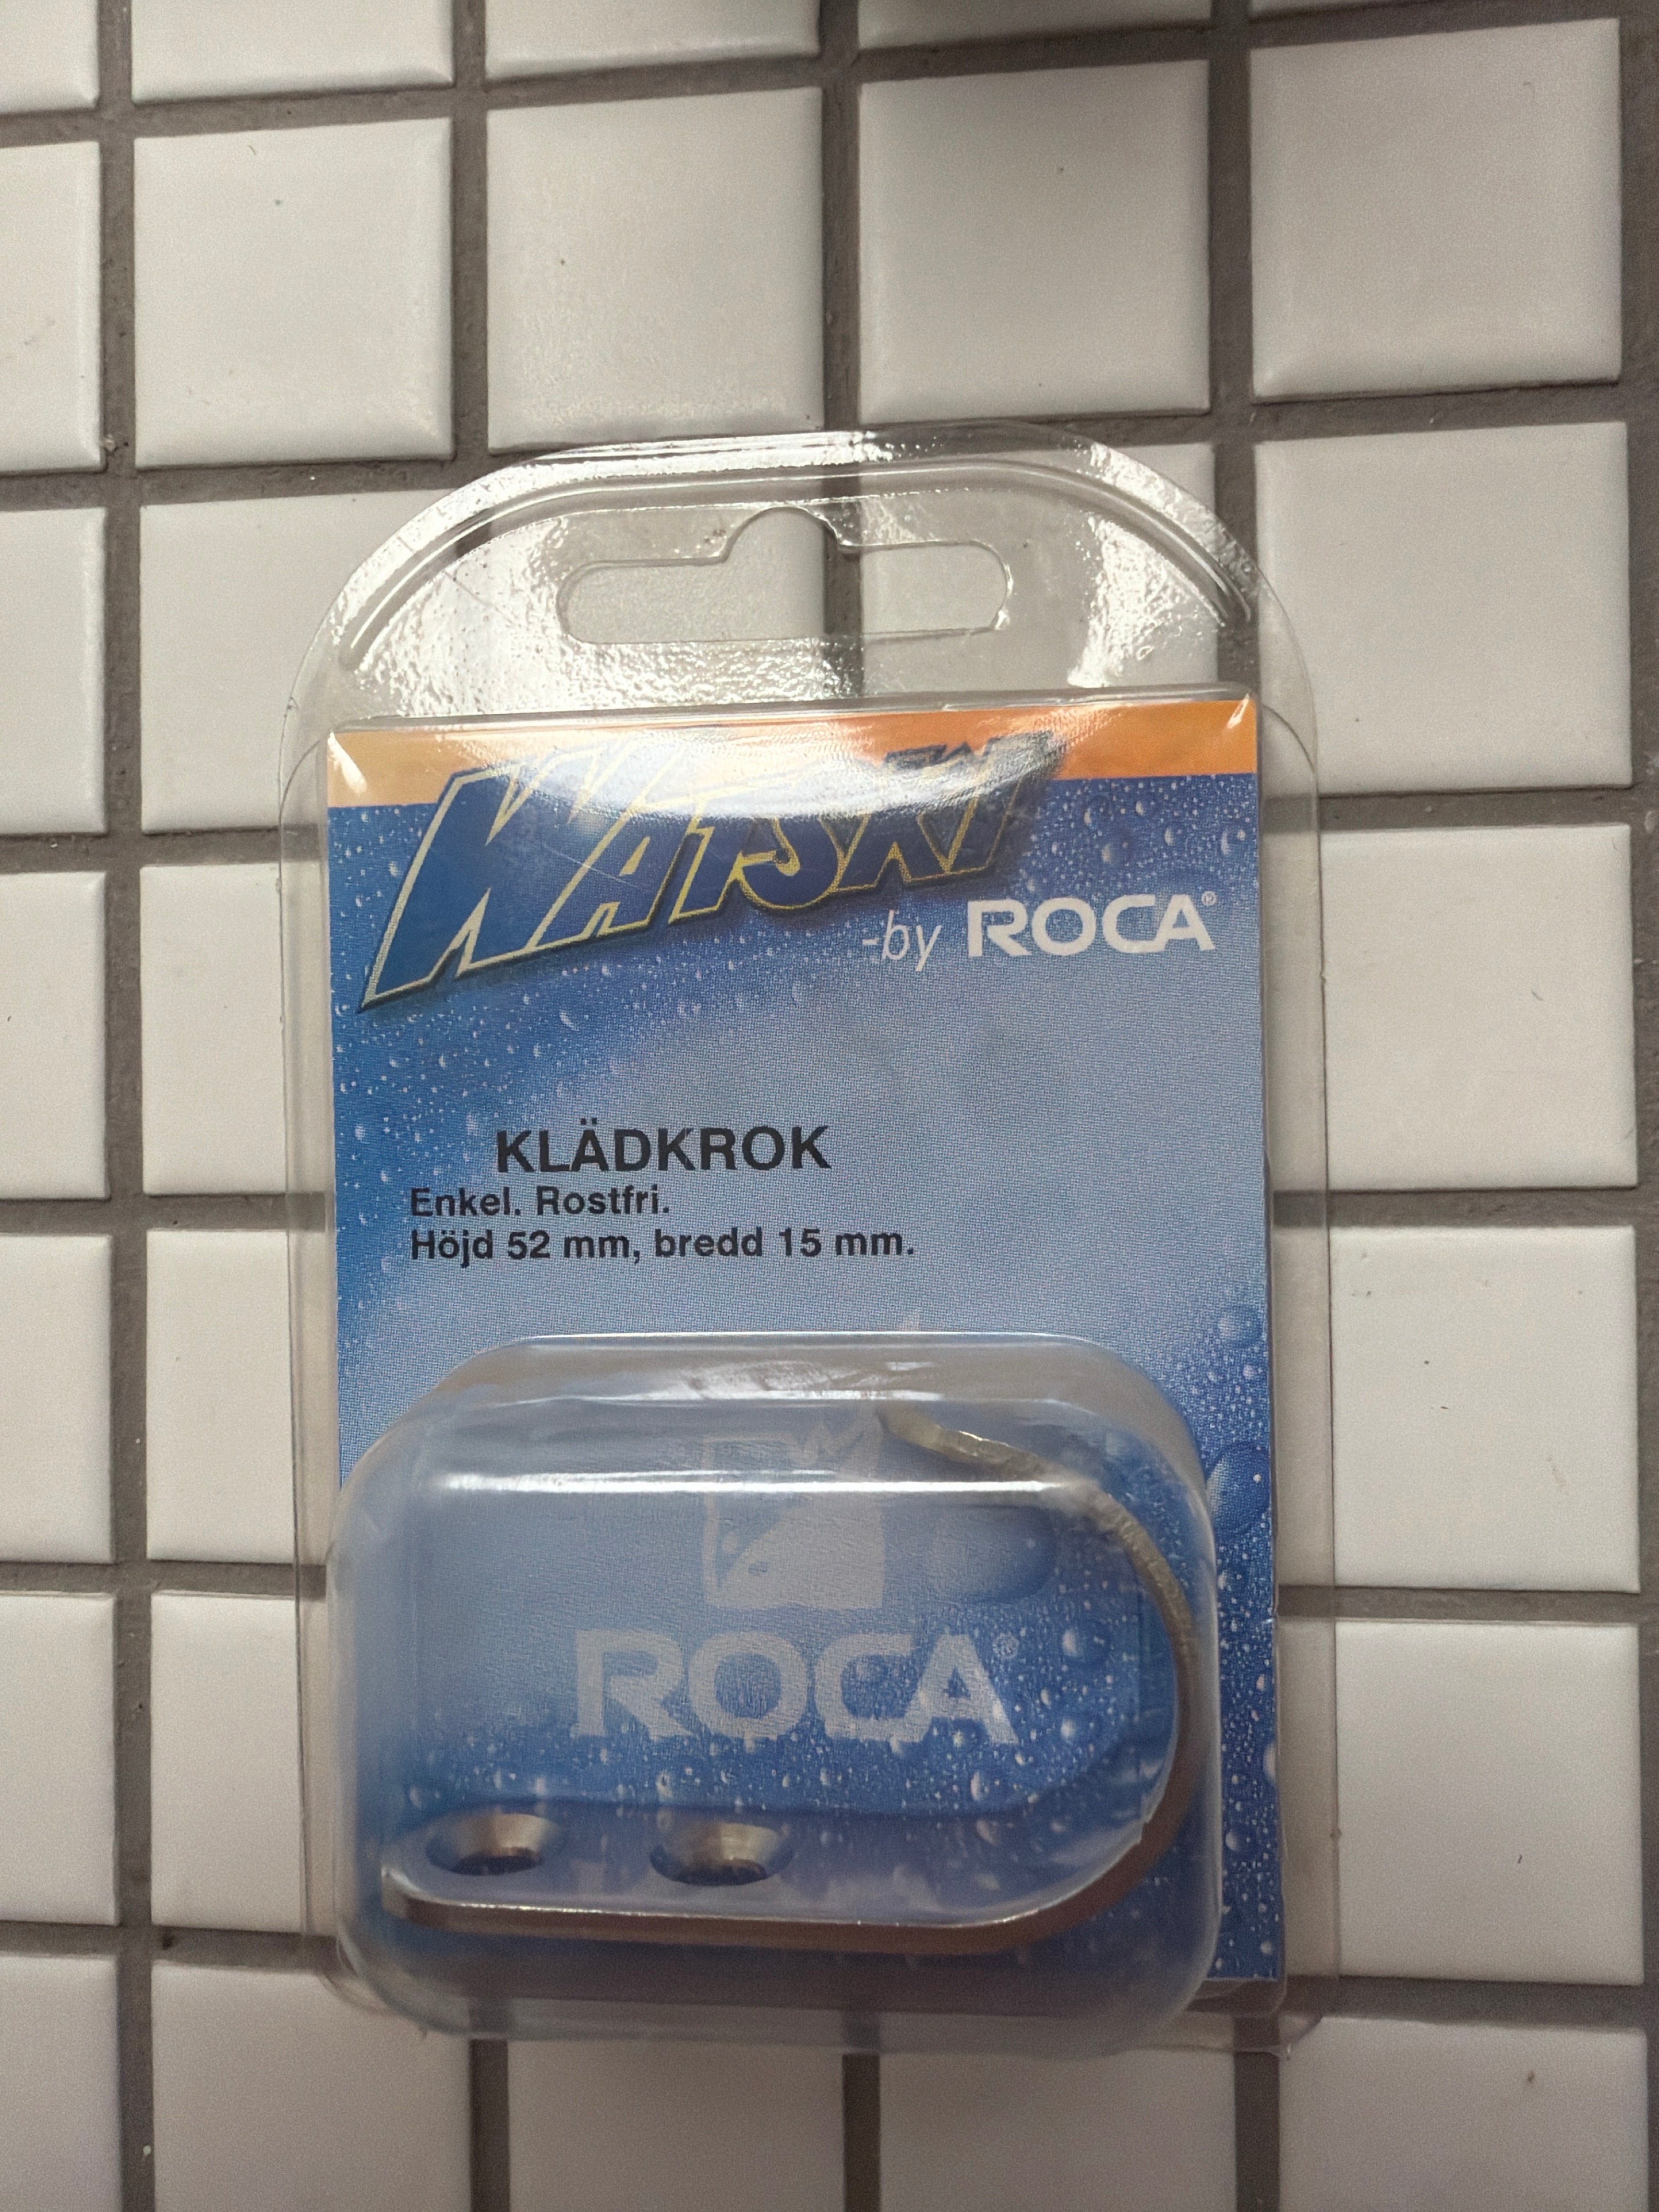 WATSKI
-by ROCA®
KLÄDKROK
Enkel. Rostfri.
Höjd 52 mm, bredd 15 mm.
ROCA®